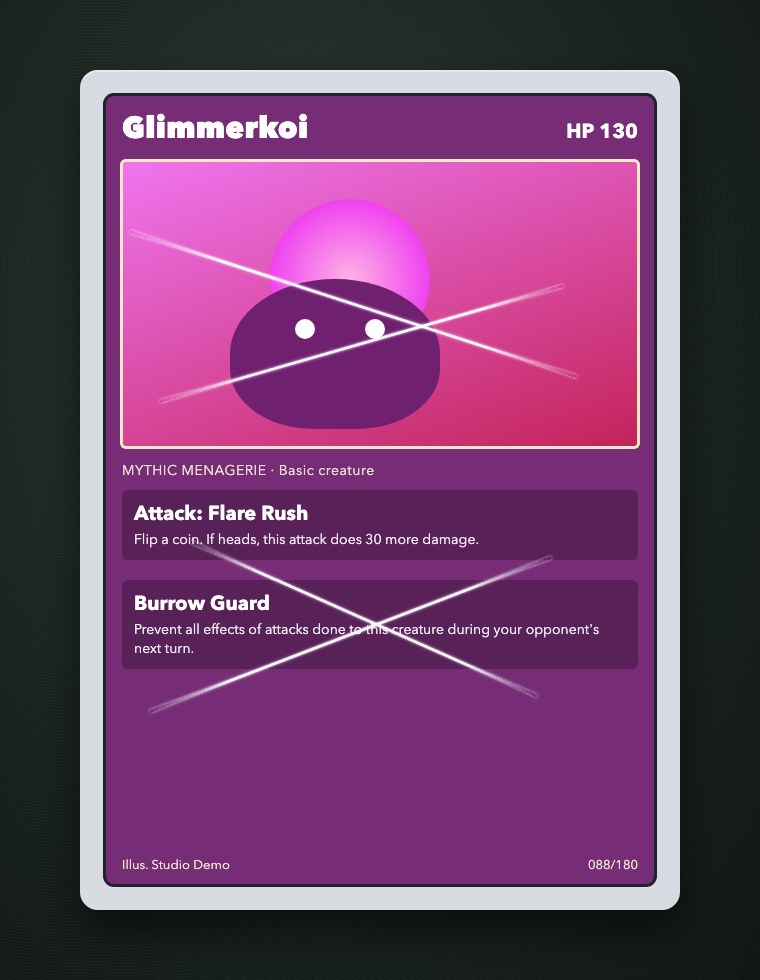 Glimmerkoi
HP 130
MYTHIC MENAGERIE · Basic creature
Attack: Flare Rush
Flip a coin. If heads, this attack does 30 more damage.
Burrow Guard
Prevent all effects of attacks done to this creature during your opponent's
next turn.
Illus. Studio Demo
088/180